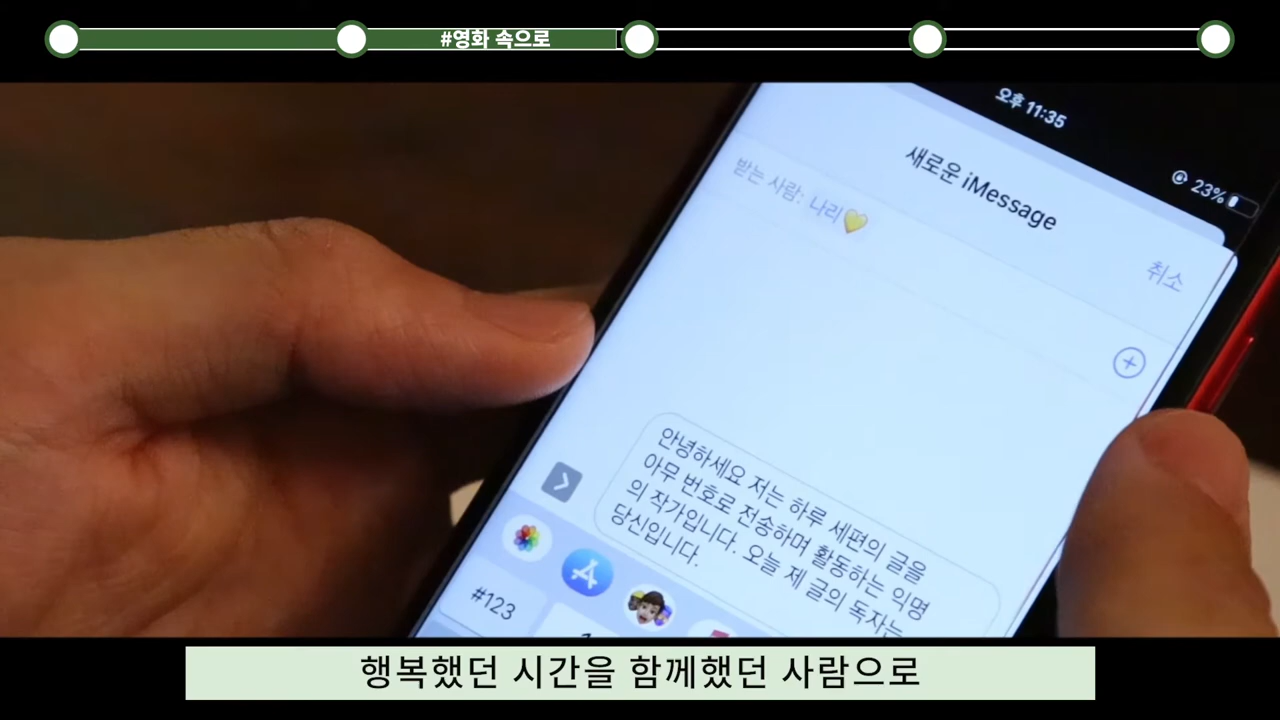 #영화 속으로
오후 11:35
23%
새로운 iMessage
취소
받는 사람: 나리💛
안녕하세요 저는 하루 세편의 글을
아무 번호로 전송하며 활동하는 익명
의 작가입니다. 오늘 제 글의 독자는
당신입니다.
#123
행복했던 시간을 함께했던 사람으로